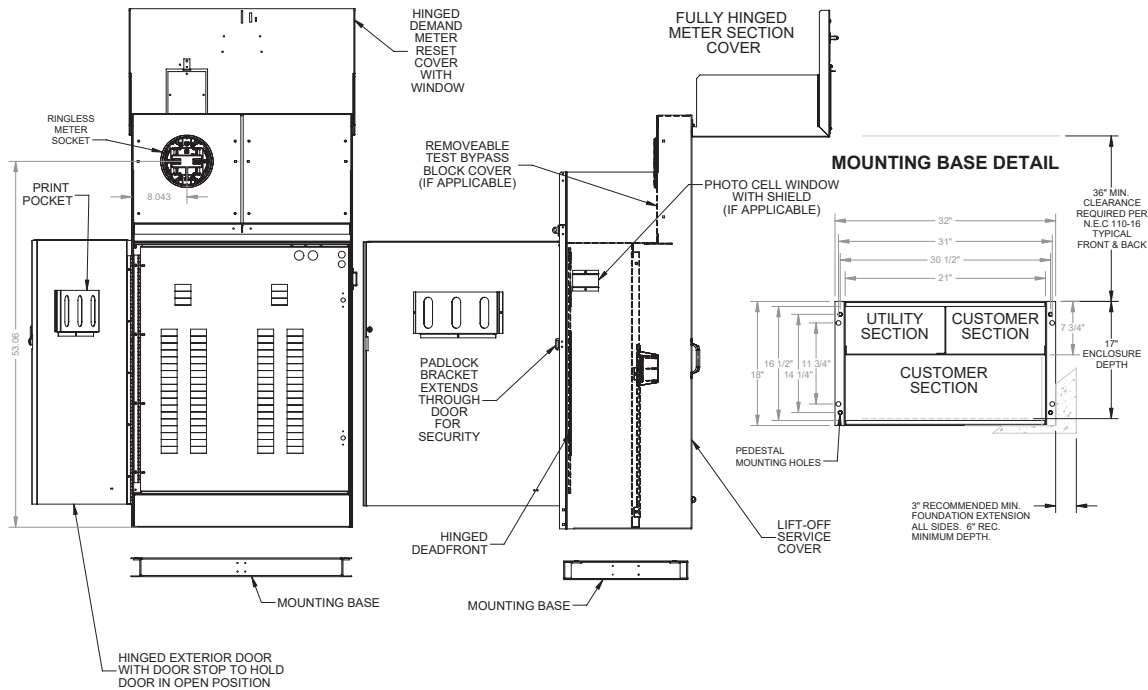 HINGED
DEMAND
METER
RESET
COVER
WITH
WINDOW
FULLY HINGED
METER SECTION
COVER
RINGLESS
METER
SOCKET
PRINT
POCKET
8.043
53.06
REMOVEABLE
TEST BYPASS
BLOCK COVER
(IF APPLICABLE)
PHOTO CELL WINDOW
WITH SHIELD
(IF APPLICABLE)
PADLOCK
BRACKET
EXTENDS
THROUGH
DOOR
FOR
SECURITY
HINGED
DEADFRONT
LIFT-OFF
SERVICE
COVER
MOUNTING BASE
MOUNTING BASE
HINGED EXTERIOR DOOR
WITH DOOR STOP TO HOLD
DOOR IN OPEN POSITION
MOUNTING BASE DETAIL
36" MIN.
CLEARANCE
REQUIRED PER
N.E.C 110-16
TYPICAL
FRONT & BACK
32"
31"
30 1/2"
21"
UTILITY
SECTION
CUSTOMER
SECTION
CUSTOMER
SECTION
7 3/4"
17"
ENCLOSURE
DEPTH
18"
16 1/2"
14 1/4"
11 3/4"
PEDESTAL
MOUNTING HOLES
3" RECOMMENDED MIN.
FOUNDATION EXTENSION
ALL SIDES. 6" REC.
MINIMUM DEPTH.